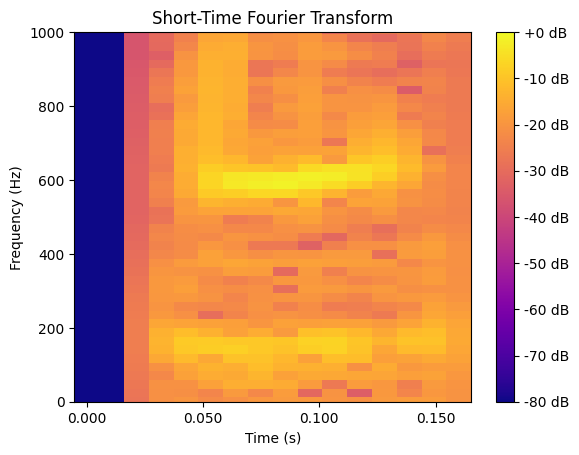 Short-Time Fourier Transform
1000
800
600
400
200
0
Frequency (Hz)
0.000
0.050
0.100
0.150
Time (s)
+0 dB
-10 dB
-20 dB
-30 dB
-40 dB
-50 dB
-60 dB
-70 dB
-80 dB